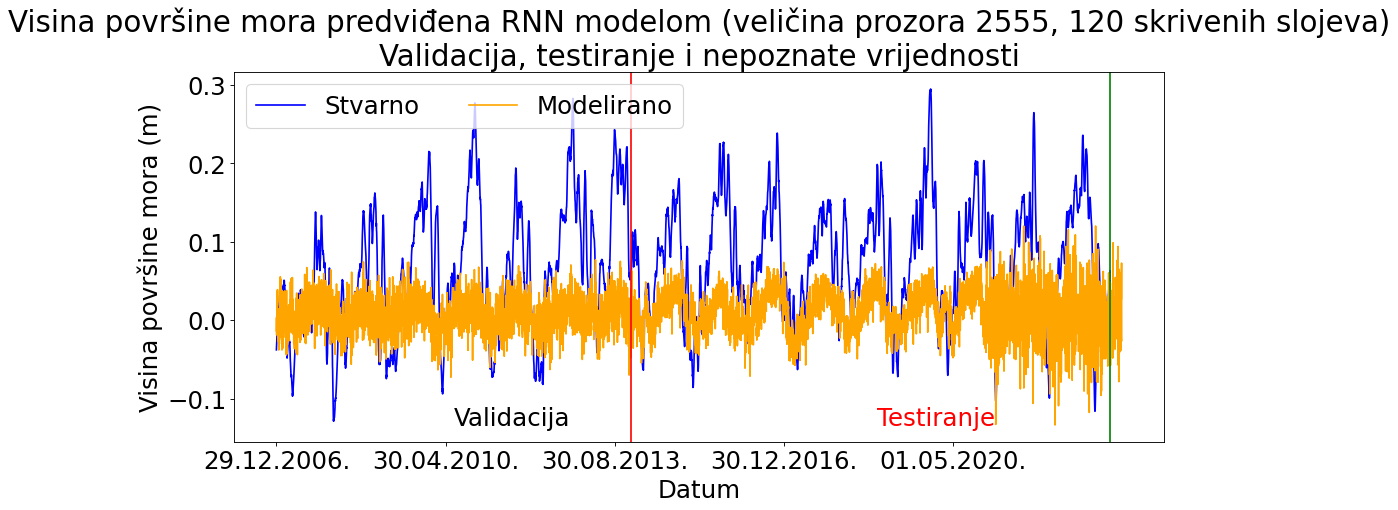 Visina površine mora predviđena RNN modelom (veličina prozora 2555, 120 skrivenih slojeva)
Validacija, testiranje i nepoznate vrijednosti
Stvarno Modelirano
Visina površine mora (m)
0.3
0.2
0.1
0.0
−0.1
Validacija Testiranje
29.12.2006. 30.04.2010. 30.08.2013. 30.12.2016. 01.05.2020.
Datum